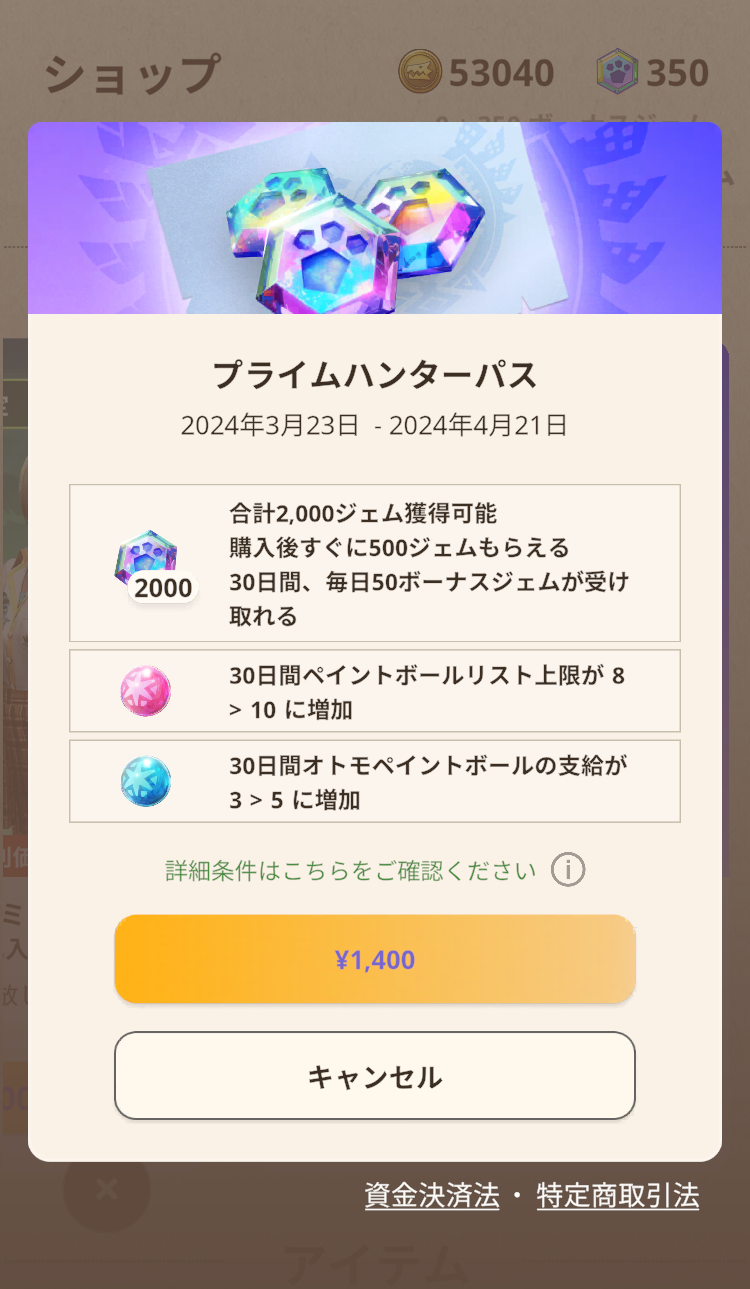 ショップ
53040
350
プライムハンターパス
2024年3月23日 - 2024年4月21日
合計2,000ジェム獲得可能
購入後すぐに500ジェムもらえる
30日間、毎日50ボーナスジェムが受け
取れる
2000
30日間ペイントボールリスト上限が 8
> 10 に増加
30日間オトモペイントボールの支給が
3 > 5 に増加
詳細条件はこちらをご確認ください
¥1,400
キャンセル
資金決済法 ・ 特定商取引法
アイテム